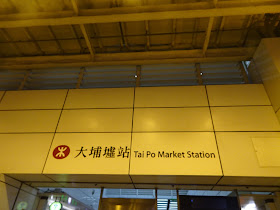 大埔墟站 Tai Po Market Station